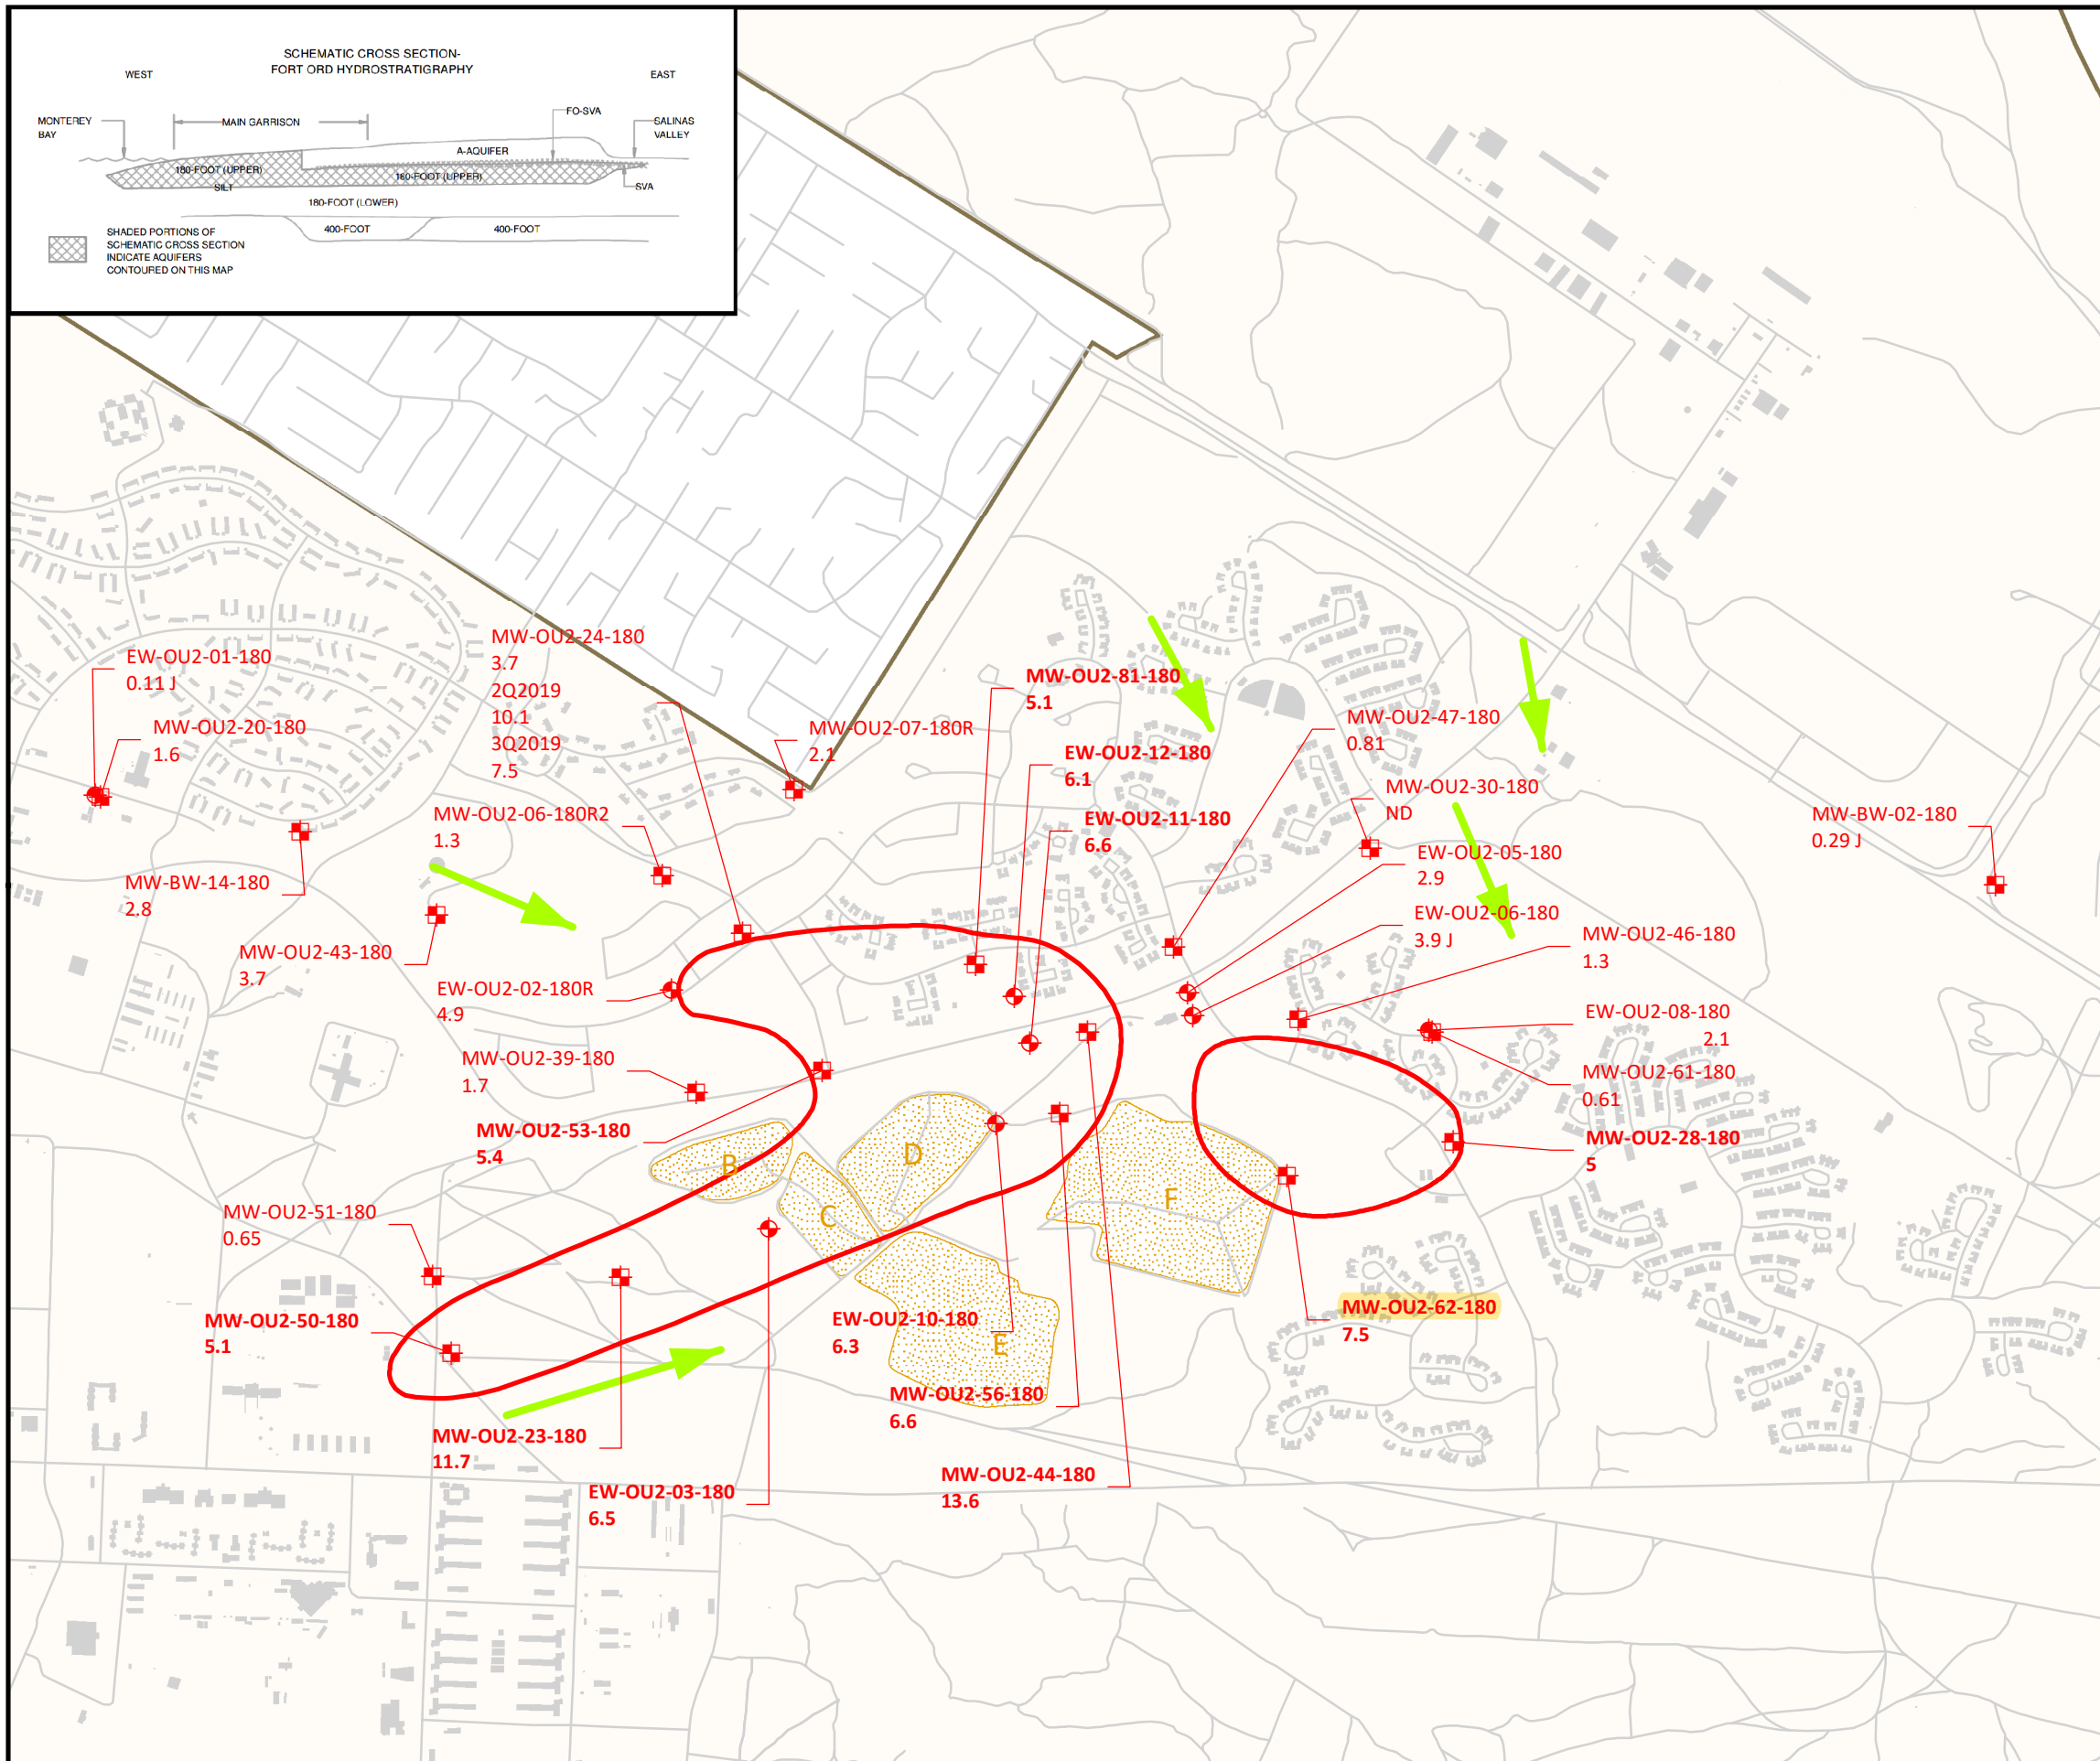 SCHEMATIC CROSS SECTION-
FORT ORD HYDROSTRATIGRAPHY
WEST
EAST
MONTEREY
BAY
MAIN GARRISON
FO-SVA
SALINAS
VALLEY
A-AQUIFER
180-FOOT (UPPER)
180-FOOT (UPPER)
SILT
SVA
180-FOOT (LOWER)
400-FOOT
400-FOOT
SHADED PORTIONS OF
SCHEMATIC CROSS SECTION
INDICATE AQUIFERS
CONTOURED ON THIS MAP
EW-OU2-01-180
0.11 J
MW-OU2-20-180
1.6
MW-BW-14-180
2.8
MW-OU2-24-180
3.7
2Q2019
10.1
3Q2019
7.5
MW-OU2-06-180R2
1.3
MW-OU2-43-180
3.7
MW-OU2-07-180R
2.1
MW-OU2-81-180
5.1
EW-OU2-12-180
6.1
EW-OU2-11-180
6.6
MW-OU2-47-180
0.81
MW-OU2-30-180
ND
EW-OU2-05-180
2.9
EW-OU2-06-180
3.9 J
MW-OU2-46-180
1.3
MW-BW-02-180
0.29 J
EW-OU2-02-180R
4.9
MW-OU2-39-180
1.7
MW-OU2-53-180
5.4
EW-OU2-08-180
2.1
MW-OU2-61-180
0.61
MW-OU2-28-180
5
B
D
C
F
E
MW-OU2-51-180
0.65
MW-OU2-50-180
5.1
MW-OU2-23-180
11.7
EW-OU2-03-180
6.5
EW-OU2-10-180
6.3
MW-OU2-56-180
6.6
MW-OU2-44-180
13.6
MW-OU2-62-180
7.5